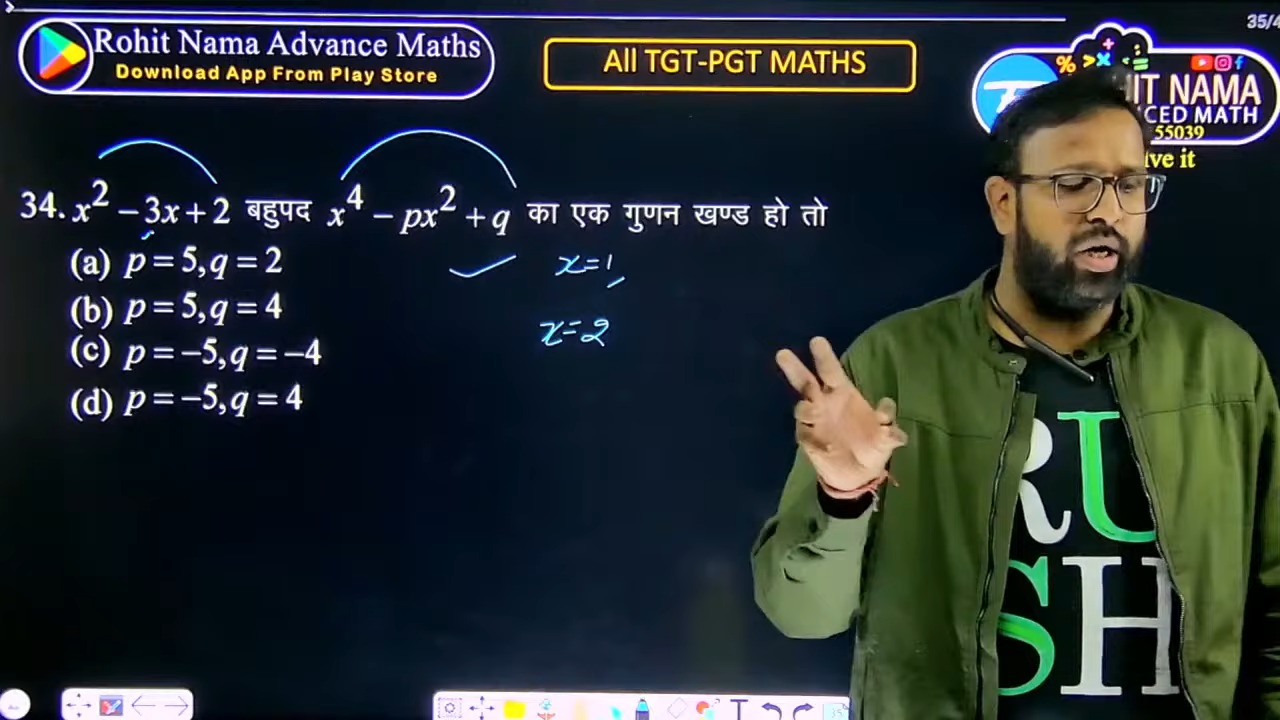 35/4
Rohit Nama Advance Maths
Download App From Play Store
All TGT-PGT MATHS
HIT NAMA
CED MATH
55039
ve it
34. x² – 3x + 2 बहुपद x⁴ – px² + q का एक गुणन खण्ड हो तो
(a) p = 5, q = 2
(b) p = 5, q = 4
(c) p = –5, q = –4
(d) p = –5, q = 4
x=1,
x=2
RU
SH